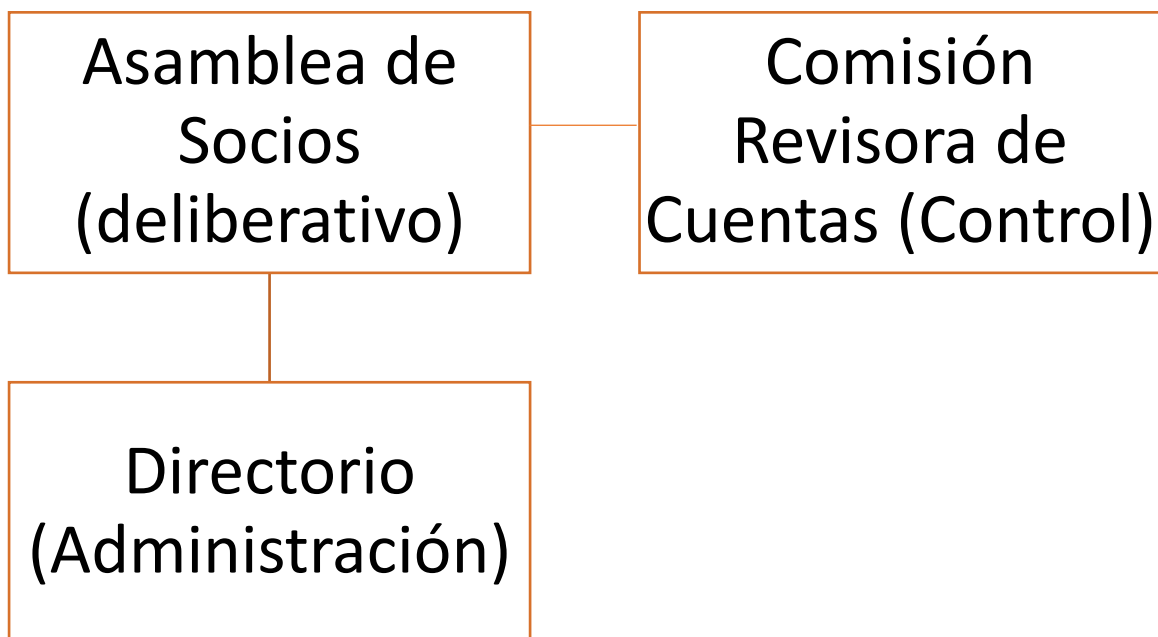 Asamblea de
Socios
(deliberativo)
Comisión
Revisora de
Cuentas (Control)
Directorio
(Administración)